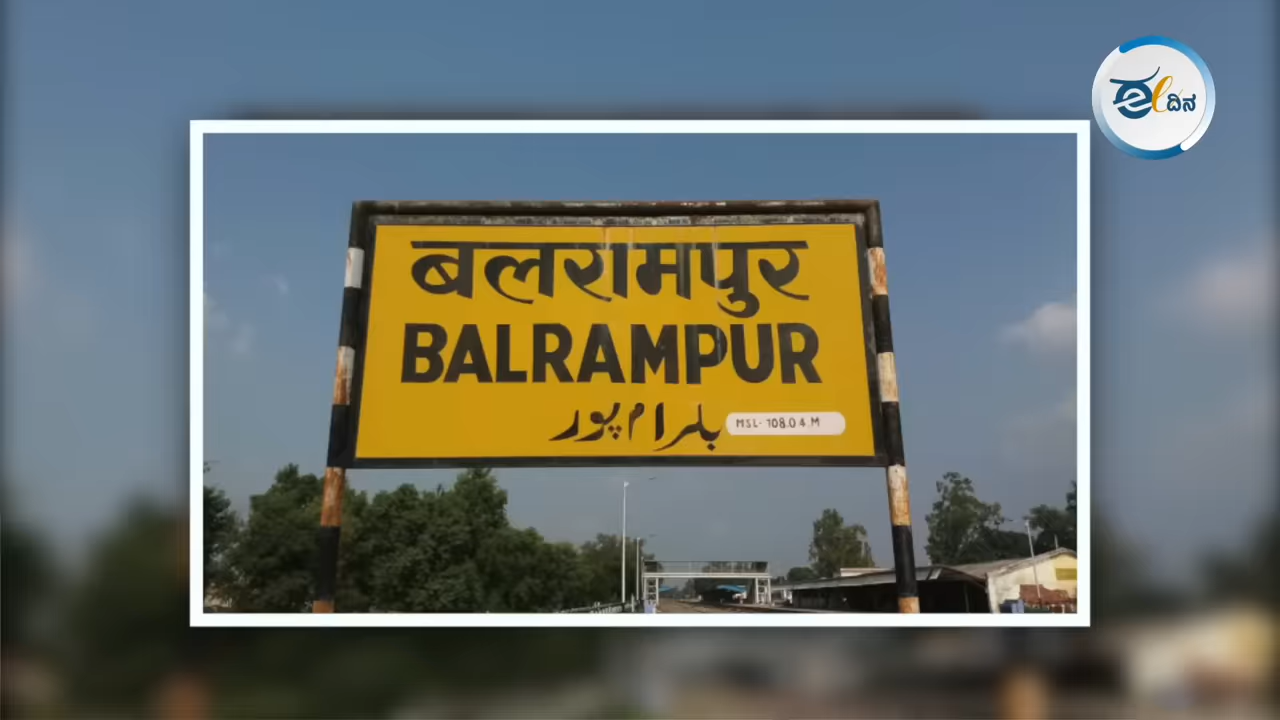 ಈ ದಿನ
बलरामपुर
BALRAMPUR
بلرام پور
MSL- 108.04.M